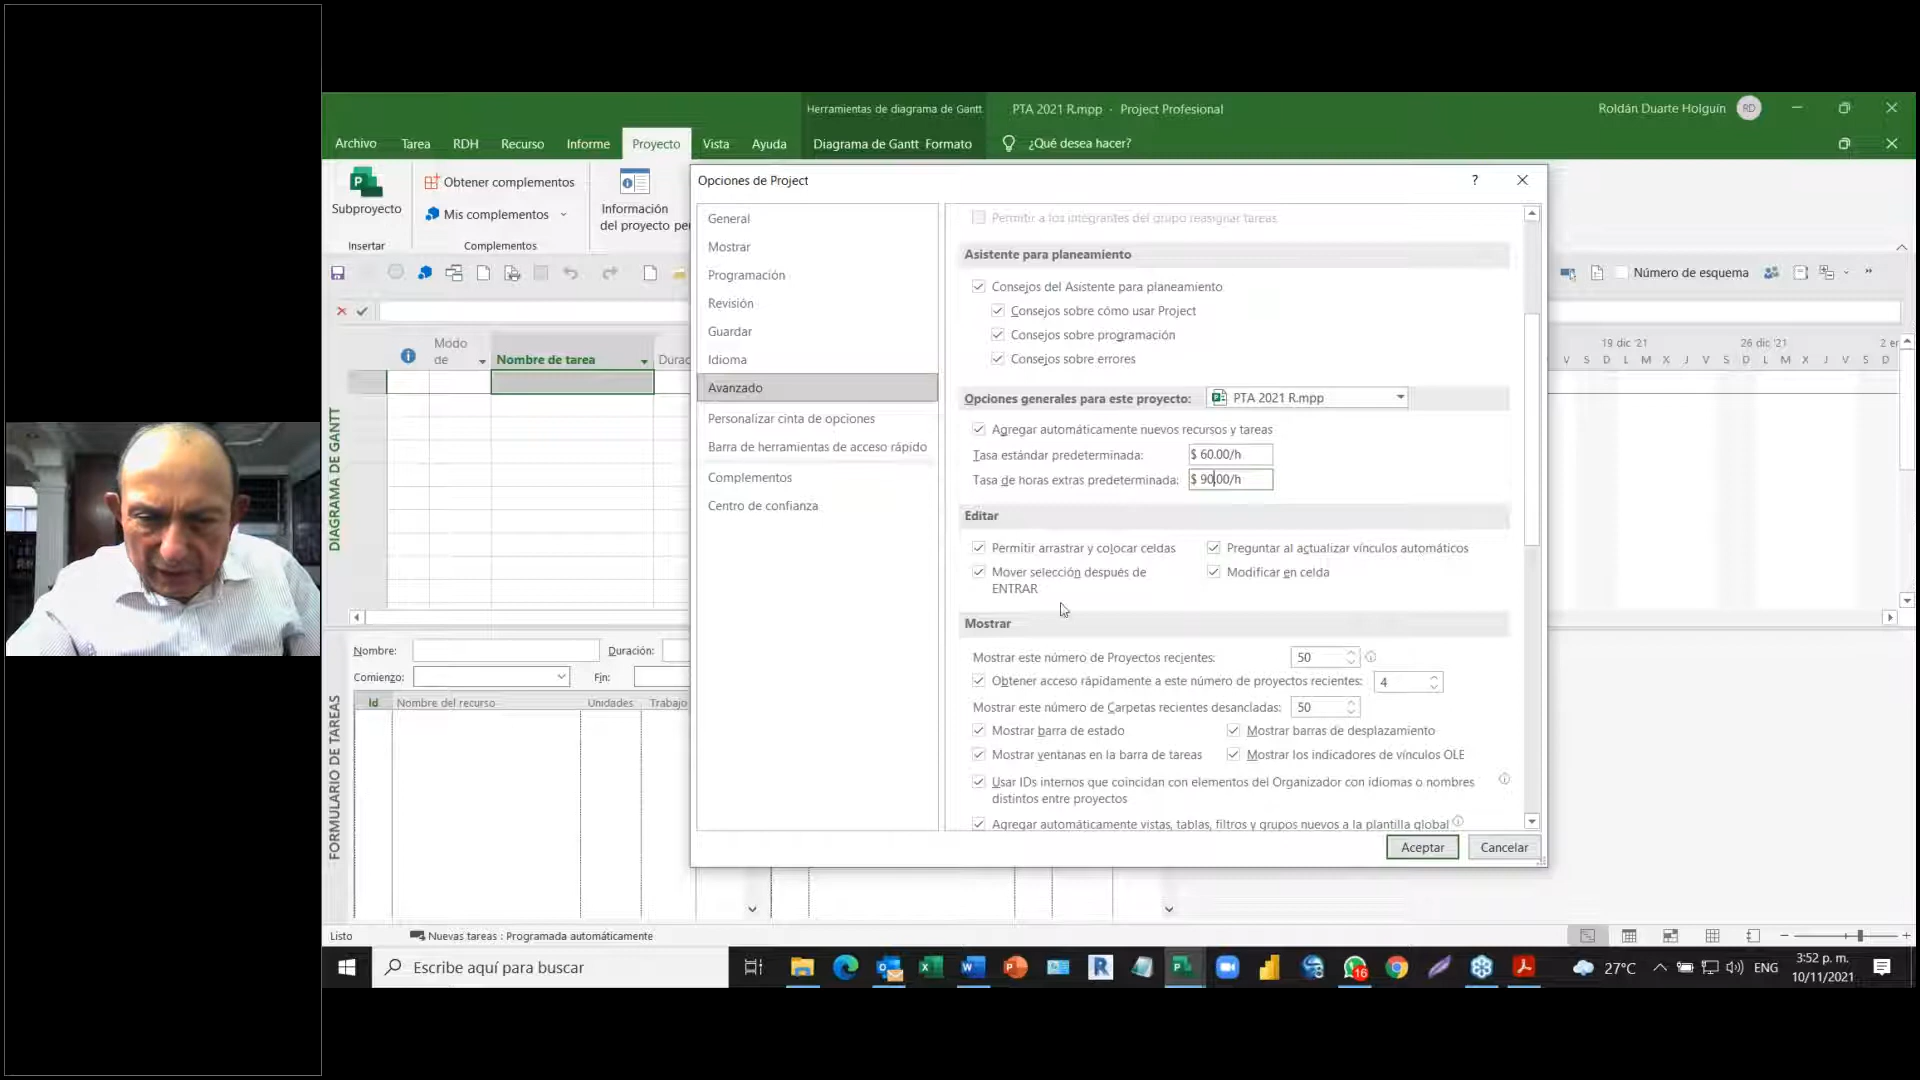 Herramientas de diagrama de Gantt
PTA 2021 R.mpp - Project Profesional
Roldán Duarte Holguín
RD
Archivo
Tarea
RDH
Recurso
Informe
Proyecto
Vista
Ayuda
Diagrama de Gantt Formato
¿Qué desea hacer?
Subproyecto
Insertar
Obtener complementos
Mis complementos
Complementos
Información
del proyecto pe
Número de esquema
Modo
de
Nombre de tarea
Durac
DIAGRAMA DE GANTT
Opciones de Project
?
General
Mostrar
Programación
Revisión
Guardar
Idioma
Avanzado
Personalizar cinta de opciones
Barra de herramientas de acceso rápido
Complementos
Centro de confianza
Permitir a los integrantes del grupo reasignar tareas
Asistente para planeamiento
Consejos del Asistente para planeamiento
Consejos sobre cómo usar Project
Consejos sobre programación
Consejos sobre errores
Opciones generales para este proyecto:
PTA 2021 R.mpp
Agregar automáticamente nuevos recursos y tareas
Tasa estándar predeterminada:
$ 60.00/h
Tasa de horas extras predeterminada:
$ 90.00/h
Editar
Permitir arrastrar y colocar celdas
Preguntar al actualizar vínculos automáticos
Mover selección después de
ENTRAR
Modificar en celda
Mostrar
Mostrar este número de Proyectos recientes:
50
Obtener acceso rápidamente a este número de proyectos recientes:
4
Mostrar este número de Carpetas recientes desancladas:
50
Mostrar barra de estado
Mostrar barras de desplazamiento
Mostrar ventanas en la barra de tareas
Mostrar los indicadores de vínculos OLE
Usar IDs internos que coincidan con elementos del Organizador con idiomas o nombres
distintos entre proyectos
Agregar automáticamente vistas, tablas, filtros y grupos nuevos a la plantilla global
Aceptar
Cancelar
19 dic '21
26 dic '21
2 er
V S D L M X J V S D L M X J V S D
Nombre:
Duración:
Comienzo:
Fin:
Id
Nombre del recurso
Unidades
Trabajo
FORMULARIO DE TAREAS
Listo
Nuevas tareas : Programada automáticamente
Escribe aquí para buscar
16
27°C
ENG
3:52 p. m.
10/11/2021